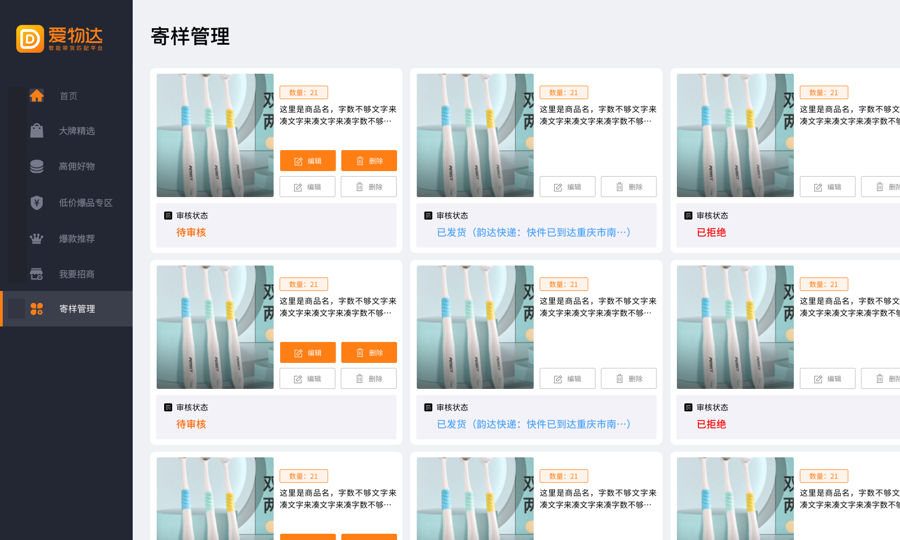 爱物达
智能带货匹配平台
首页
大牌精选
高佣好物
低价爆品专区
爆款推荐
我要招商
寄样管理
寄样管理
数量：21
这里是商品名，字数不够文字来
凑文字来凑文字来凑字数不够…
编辑
删除
编辑
删除
审核状态
待审核
双
两
数量：21
这里是商品名，字数不够文字来
凑文字来凑文字来凑字数不够…
编辑
删除
审核状态
已发货（韵达快递：快件已到达重庆市南…）
双
两
数量：21
这里是商品名，字数不够文字来
凑文字来凑文字来凑字数不够
编辑
删除
审核状态
已拒绝
双
两
数量：21
这里是商品名，字数不够文字来
凑文字来凑文字来凑字数不够…
编辑
删除
编辑
删除
审核状态
待审核
双
两
数量：21
这里是商品名，字数不够文字来
凑文字来凑文字来凑字数不够…
编辑
删除
审核状态
已发货（韵达快递：快件已到达重庆市南…）
双
两
数量：21
这里是商品名，字数不够文字来
凑文字来凑文字来凑字数不够
编辑
删除
审核状态
已拒绝
双
两
数量：21
这里是商品名，字数不够文字来
凑文字来凑文字来凑字数不够…
双
两
数量：21
这里是商品名，字数不够文字来
凑文字来凑文字来凑字数不够…
双
两
数量：21
这里是商品名，字数不够文字来
凑文字来凑文字来凑字数不够
双
两